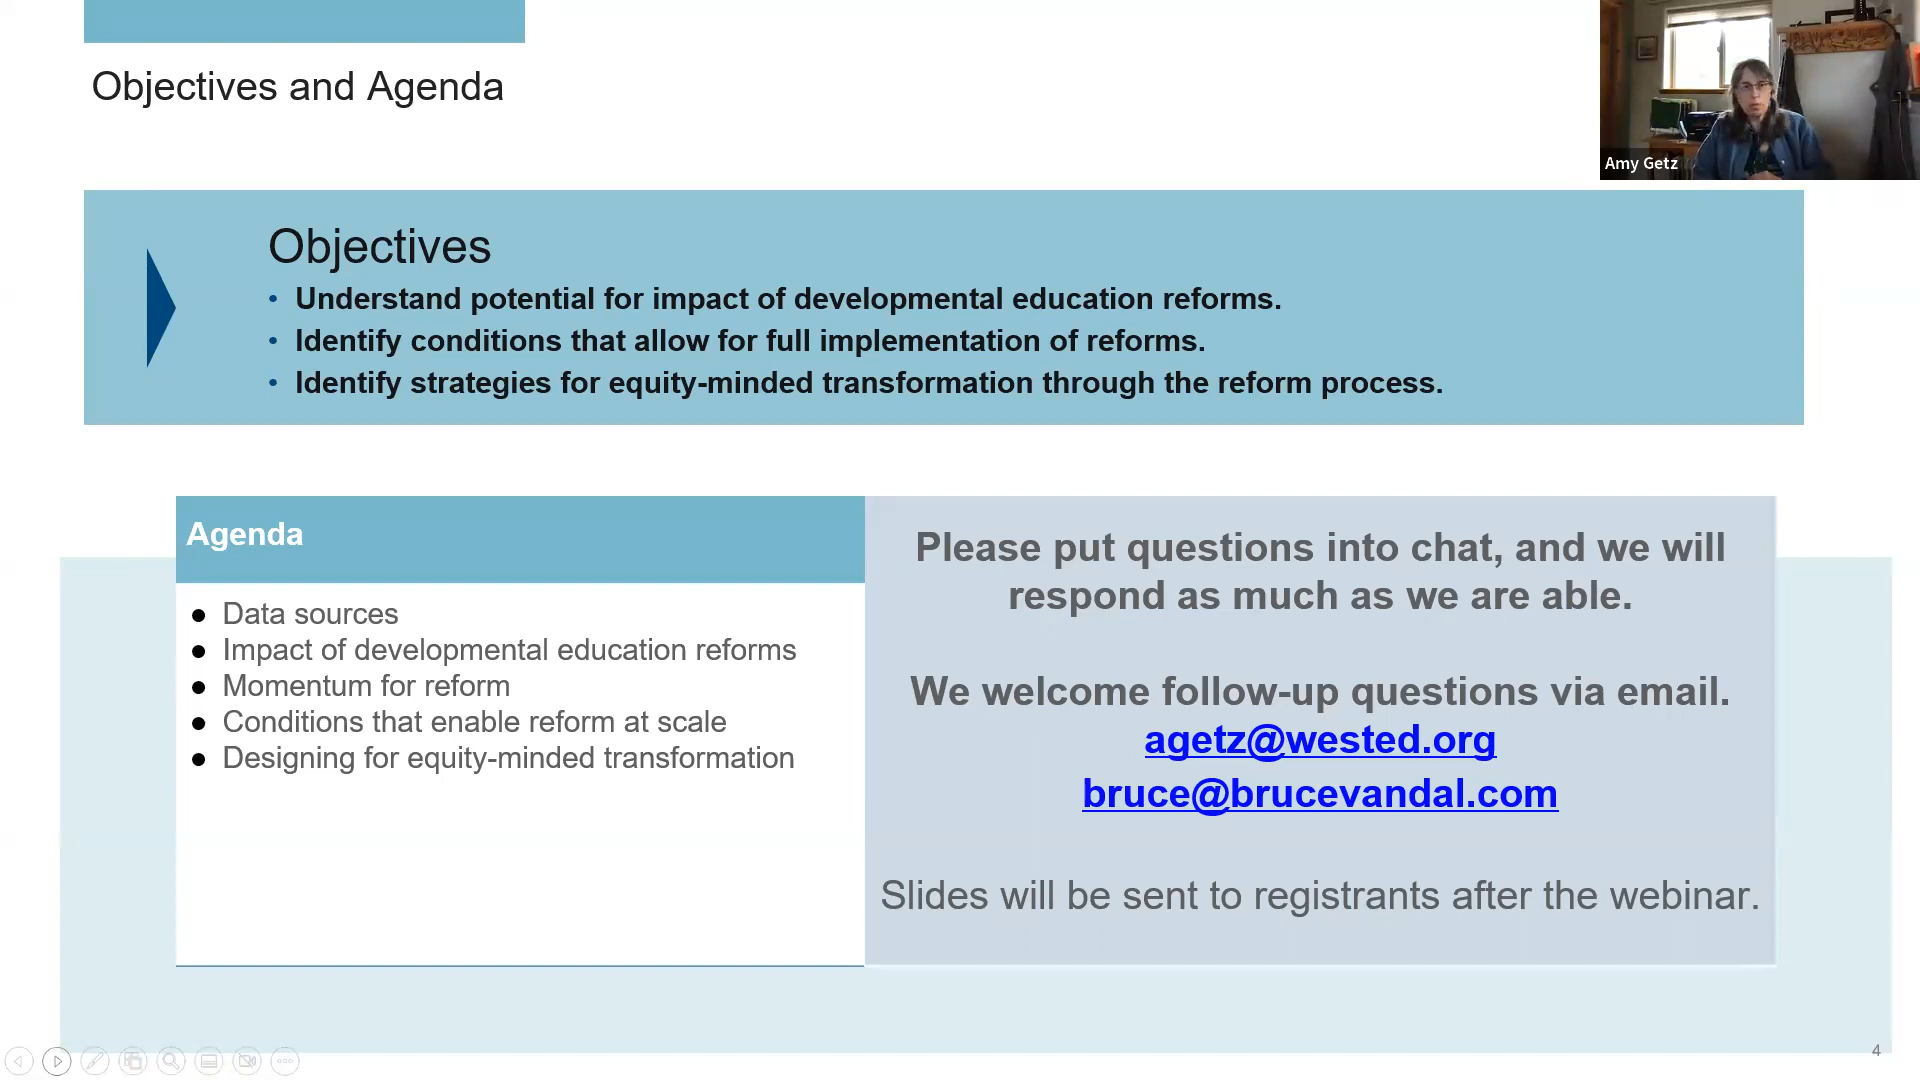 Objectives and Agenda
Amy Getz
Objectives
• Understand potential for impact of developmental education reforms.
• Identify conditions that allow for full implementation of reforms.
• Identify strategies for equity-minded transformation through the reform process.
Agenda
● Data sources
● Impact of developmental education reforms
● Momentum for reform
● Conditions that enable reform at scale
● Designing for equity-minded transformation
Please put questions into chat, and we will
respond as much as we are able.
We welcome follow-up questions via email.
agetz@wested.org
bruce@brucevandal.com
Slides will be sent to registrants after the webinar.
4